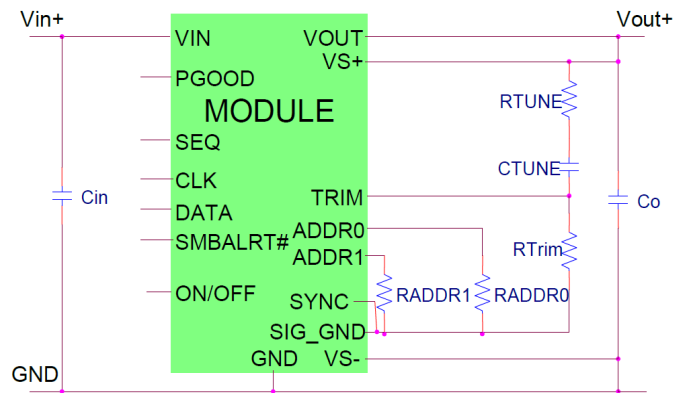 Vin+
Vout+
VIN
VOUT
VS+
PGOOD
RTUNE
MODULE
SEQ
CTUNE
CLK
TRIM
Cin
Co
DATA
ADDR0
SMBALRT#
ADDR1
RTrim
ON/OFF
RADDR1
RADDR0
SYNC
SIG_GND
GND
VS-
GND